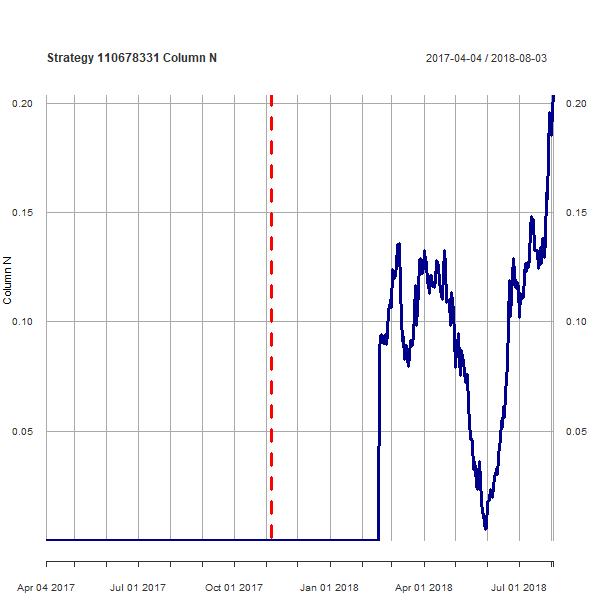 Strategy 110678331 Column N
2017-04-04 / 2018-08-03
0.20
0.20
0.15
0.15
Column N
0.10
0.10
0.05
0.05
Apr 04 2017
Jul 01 2017
Oct 01 2017
Jan 01 2018
Apr 01 2018
Jul 01 2018